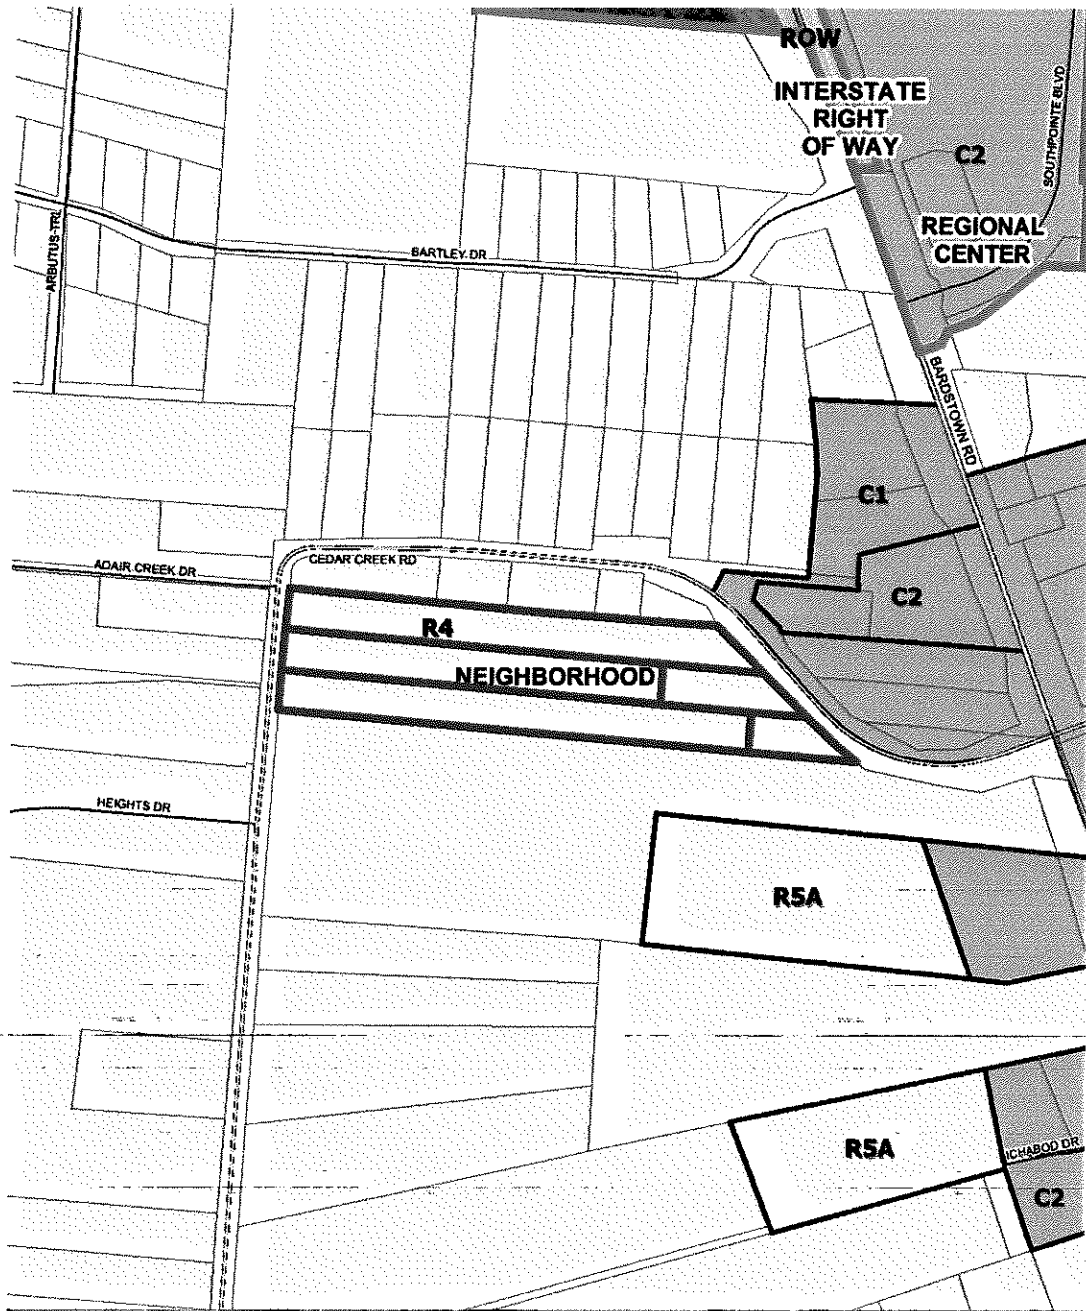 ROW
INTERSTATE
RIGHT
OF WAY
SOUTHPOINTE BLVD
C2
REGIONAL
CENTER
ARBUTUS TRL
BARTLEY DR
BARDSTOWN RD
C1
CEDAR CREEK RD
ADAIR CREEK DR
C2
R4
NEIGHBORHOOD
HEIGHTS DR
R5A
R5A
ICHABOD DR
C2